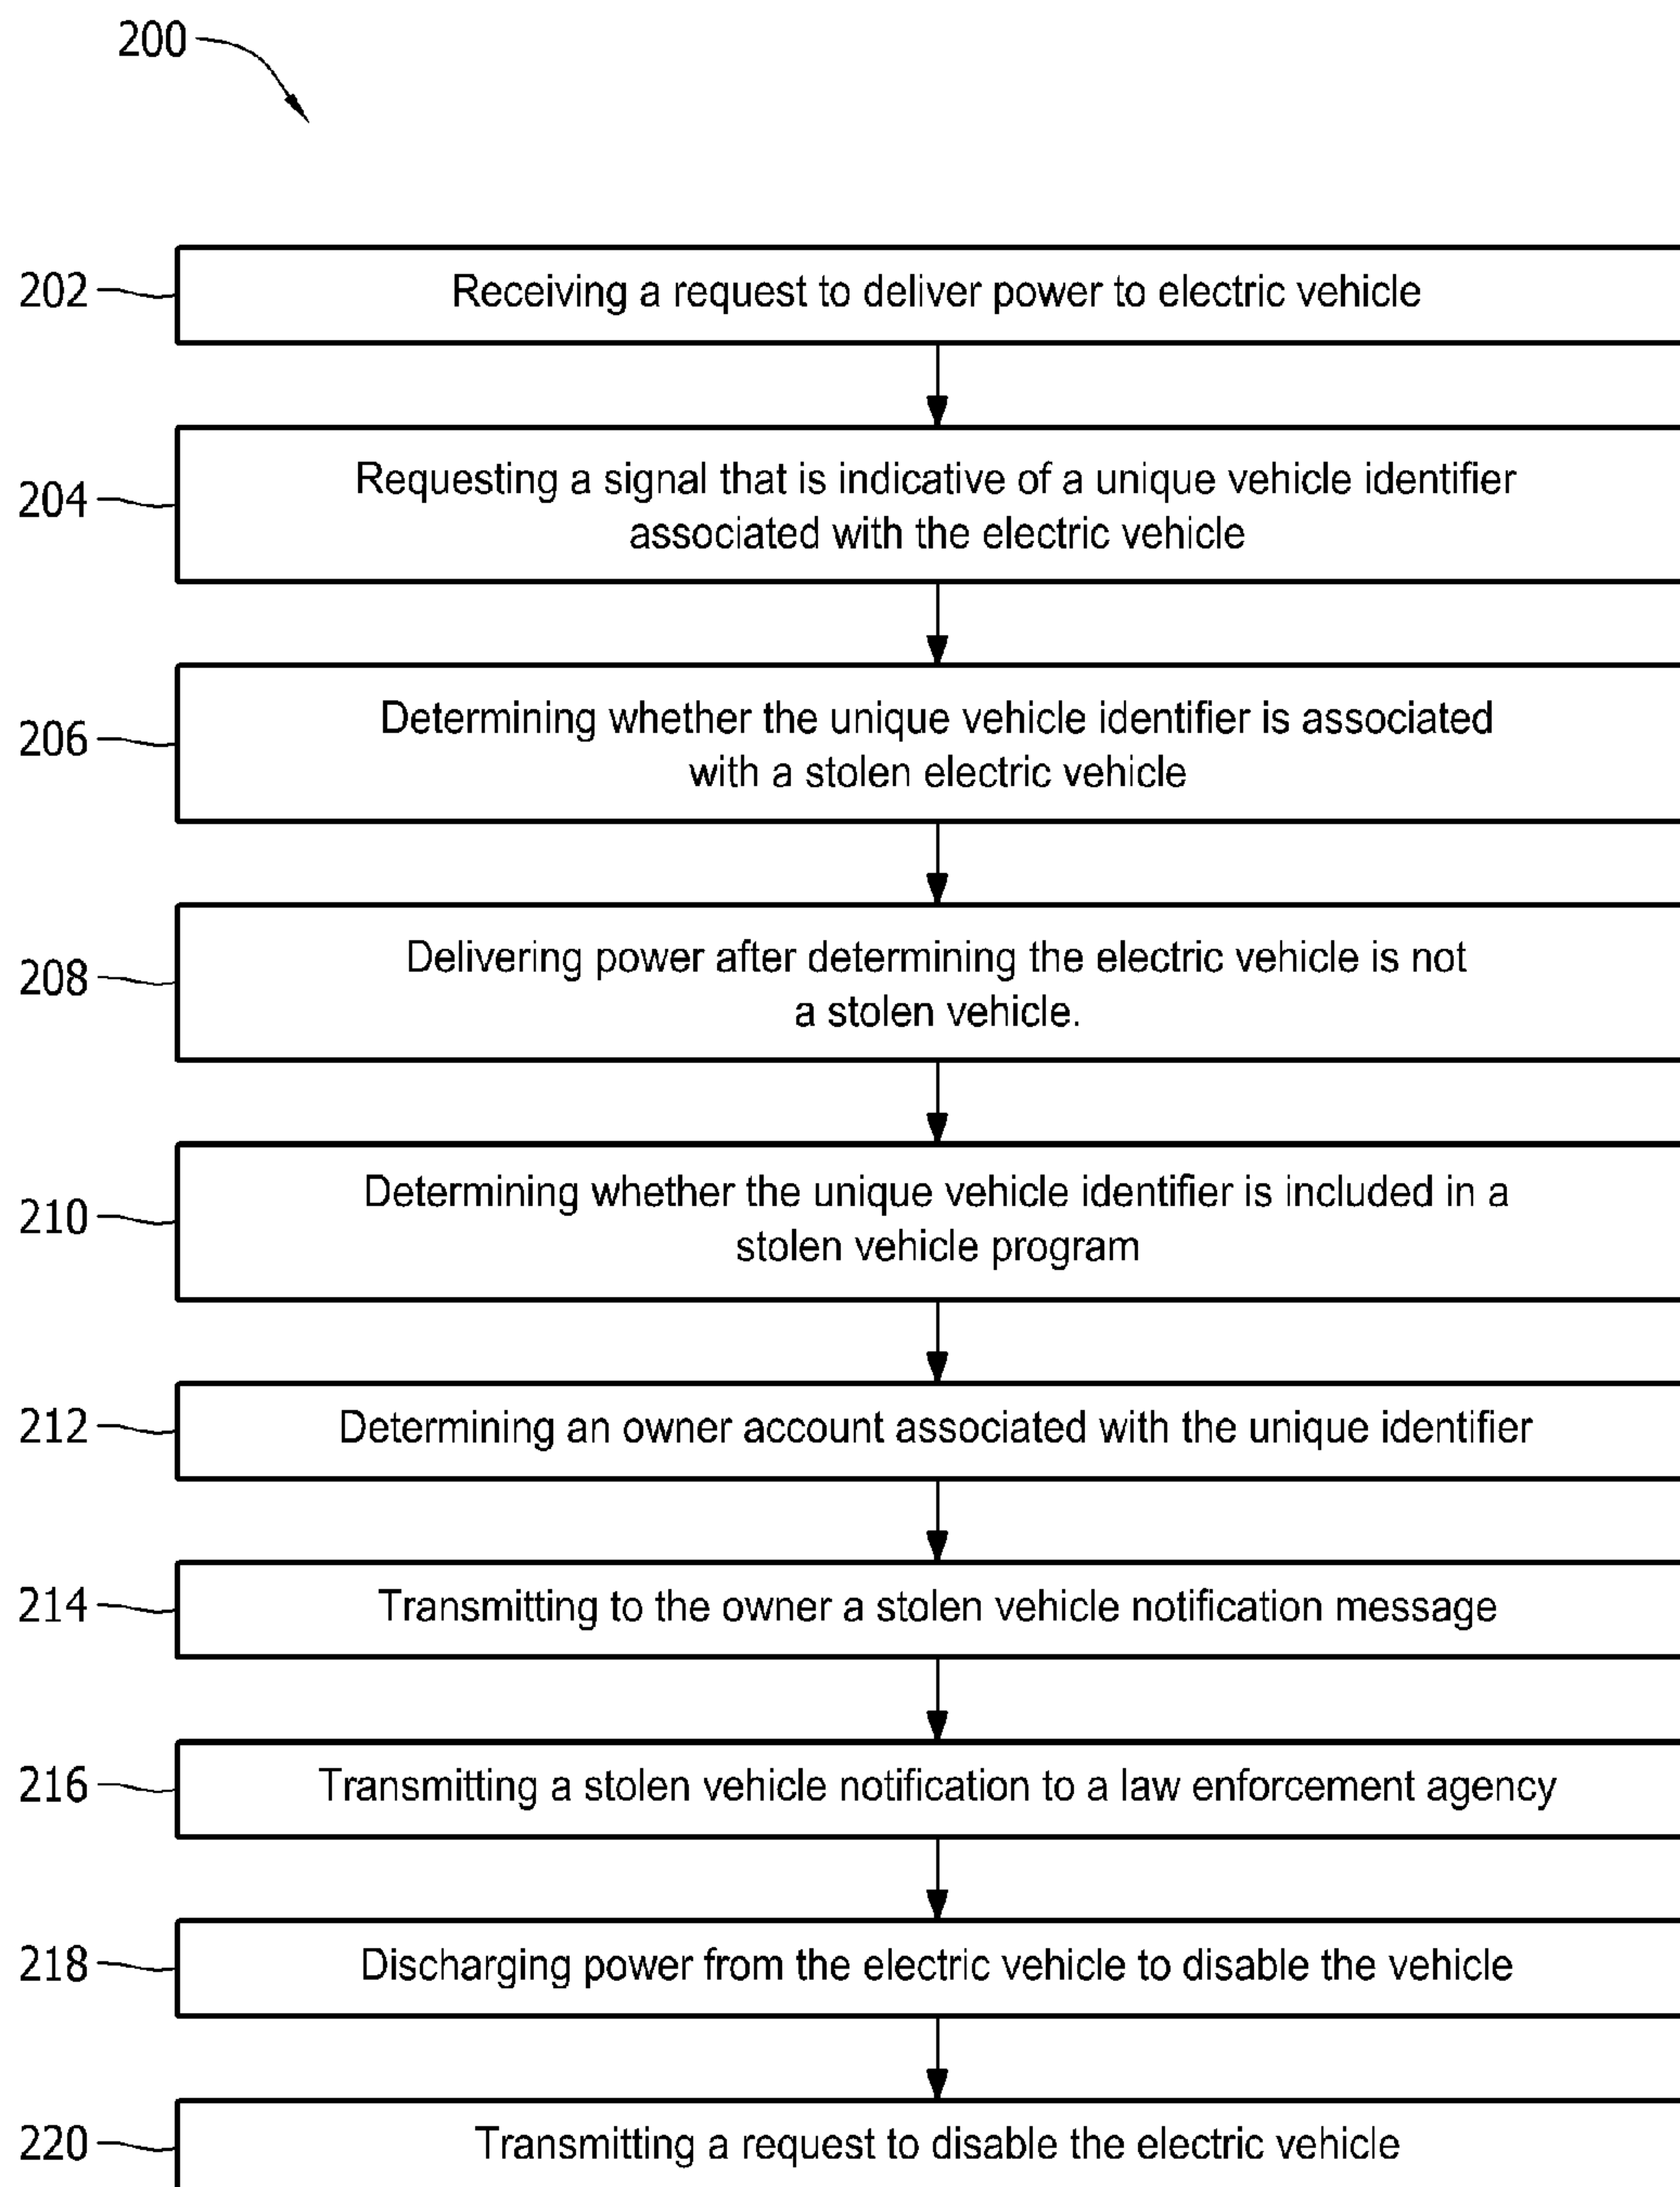 200
202
Receiving a request to deliver power to electric vehicle
204
Requesting a signal that is indicative of a unique vehicle identifier
associated with the electric vehicle
206
Determining whether the unique vehicle identifier is associated
with a stolen electric vehicle
208
Delivering power after determining the electric vehicle is not
a stolen vehicle.
210
Determining whether the unique vehicle identifier is included in a
stolen vehicle program
212
Determining an owner account associated with the unique identifier
214
Transmitting to the owner a stolen vehicle notification message
216
Transmitting a stolen vehicle notification to a law enforcement agency
218
Discharging power from the electric vehicle to disable the vehicle
220
Transmitting a request to disable the electric vehicle